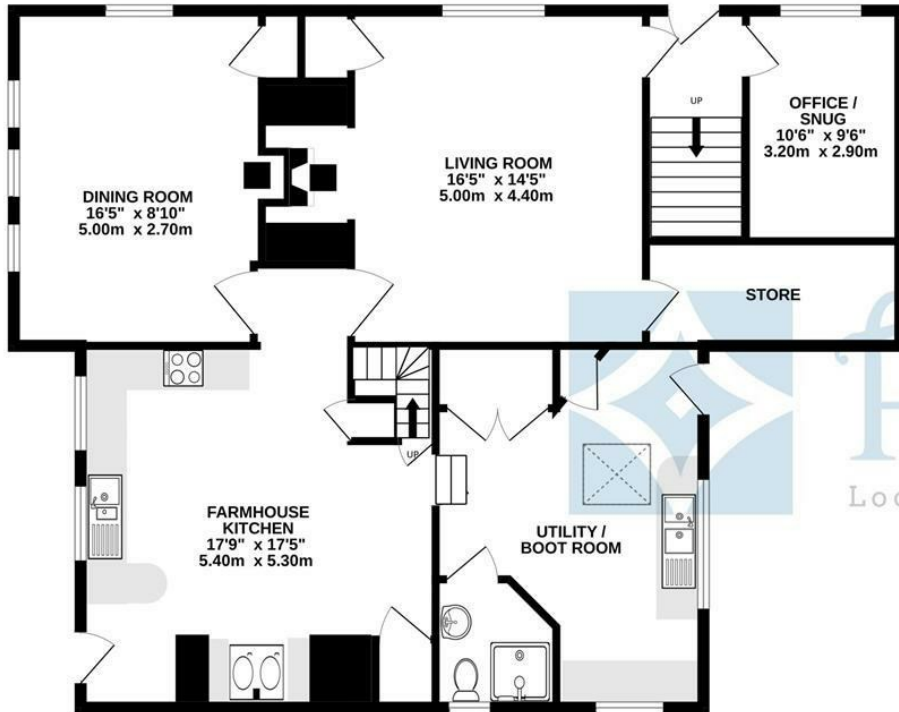 DINING ROOM
16'5" x 8'10"
5.00m x 2.70m
LIVING ROOM
16'5" x 14'5"
5.00m x 4.40m
UP
OFFICE /
SNUG
10'6" x 9'6"
3.20m x 2.90m
STORE
UP
FARMHOUSE
KITCHEN
17'9" x 17'5"
5.40m x 5.30m
UTILITY /
BOOT ROOM